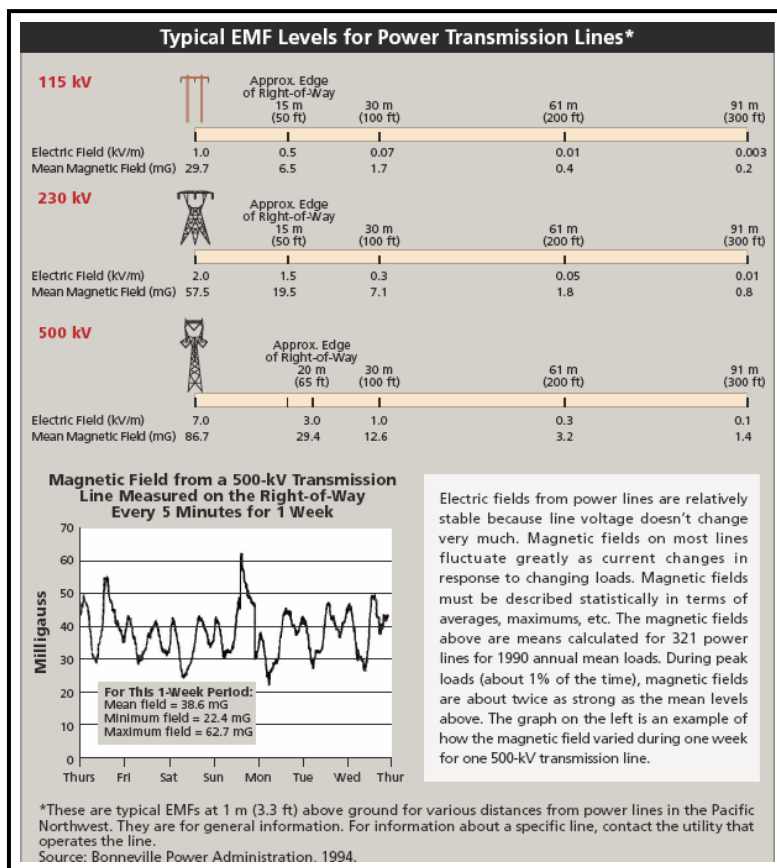 Typical EMF Levels for Power Transmission Lines*
115 kV
Approx. Edge
of Right-of-Way
15 m 30 m 61 m 91 m
(50 ft) (100 ft) (200 ft) (300 ft)
Electric Field (kV/m) 1.0 0.5 0.07 0.01 0.003
Mean Magnetic Field (mG) 29.7 6.5 1.7 0.4 0.2
230 kV
Approx. Edge
of Right-of-Way
15 m 30 m 61 m 91 m
(50 ft) (100 ft) (200 ft) (300 ft)
Electric Field (kV/m) 2.0 1.5 0.3 0.05 0.01
Mean Magnetic Field (mG) 57.5 19.5 7.1 1.8 0.8
500 kV
Approx. Edge
of Right-of-Way
20 m 30 m 61 m 91 m
(65 ft) (100 ft) (200 ft) (300 ft)
Electric Field (kV/m) 7.0 3.0 1.0 0.3 0.1
Mean Magnetic Field (mG) 86.7 29.4 12.6 3.2 1.4
Magnetic Field from a 500-kV Transmission
Line Measured on the Right-of-Way
Every 5 Minutes for 1 Week
Milligauss
70
60
50
40
30
20
10
0
For This 1-Week Period:
Mean field = 38.6 mG
Minimum field = 22.4 mG
Maximum field = 62.7 mG
Thurs Fri Sat Sun Mon Tue Wed Thur
Electric fields from power lines are relatively
stable because line voltage doesn't change
very much. Magnetic fields on most lines
fluctuate greatly as current changes in
response to changing loads. Magnetic fields
must be described statistically in terms of
averages, maximums, etc. The magnetic fields
above are means calculated for 321 power
lines for 1990 annual mean loads. During peak
loads (about 1% of the time), magnetic fields
are about twice as strong as the mean levels
above. The graph on the left is an example of
how the magnetic field varied during one week
for one 500-kV transmission line.
*These are typical EMFs at 1 m (3.3 ft) above ground for various distances from power lines in the Pacific
Northwest. They are for general information. For information about a specific line, contact the utility that
operates the line.
Source: Bonneville Power Administration, 1994.